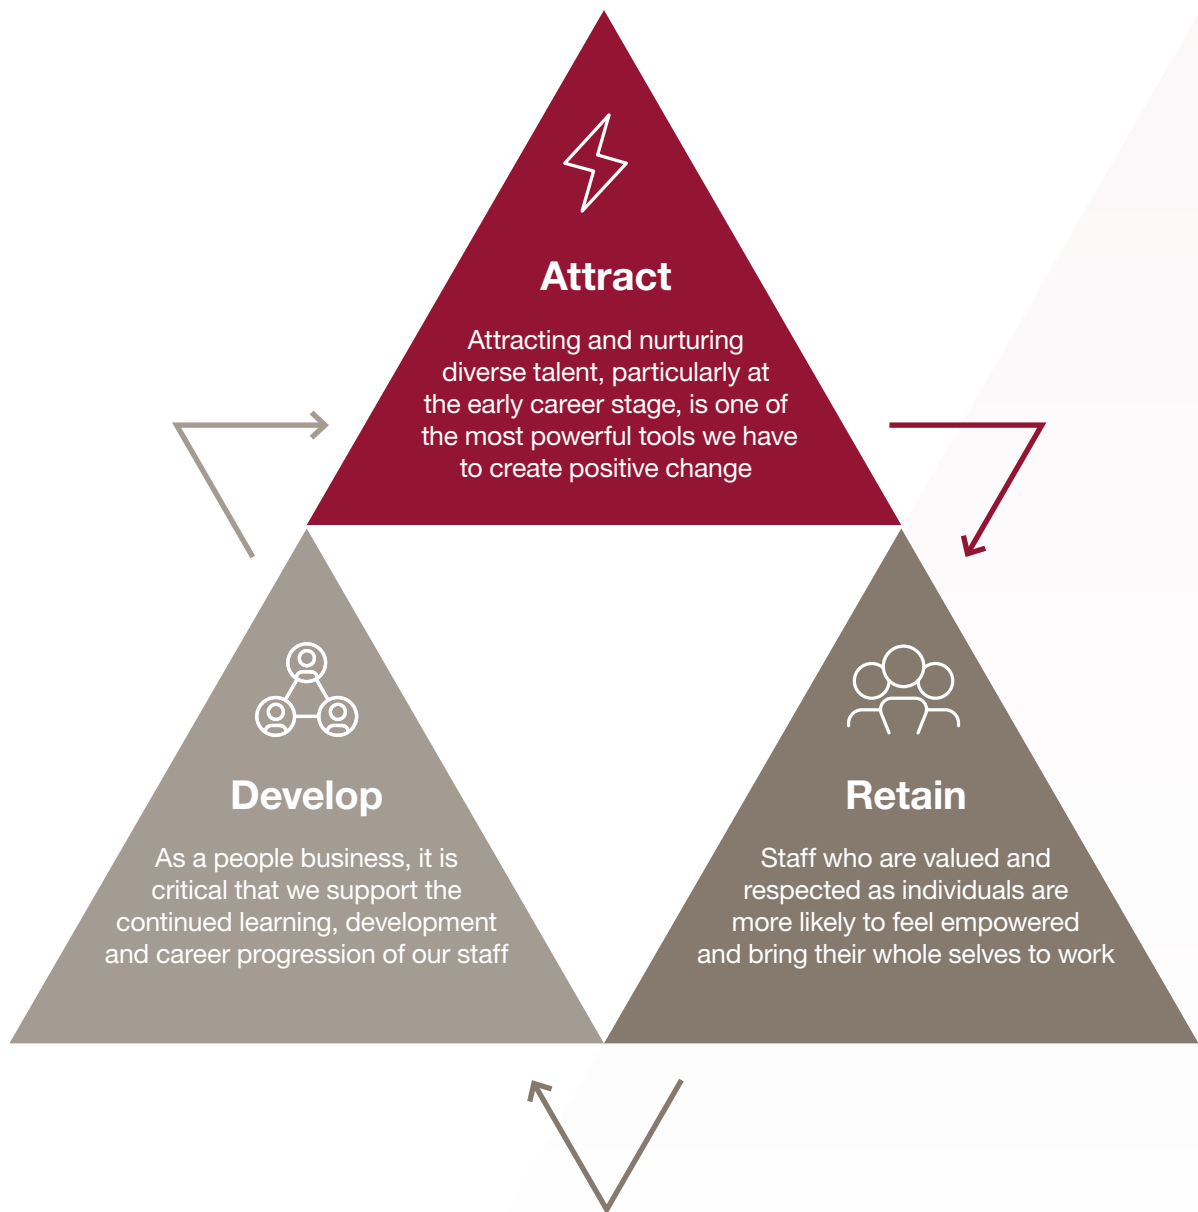 Attract
Attracting and nurturing
diverse talent, particularly at
the early career stage, is one of
the most powerful tools we have
to create positive change
Develop
As a people business, it is
critical that we support the
continued learning, development
and career progression of our staff
Retain
Staff who are valued and
respected as individuals are
more likely to feel empowered
and bring their whole selves to work